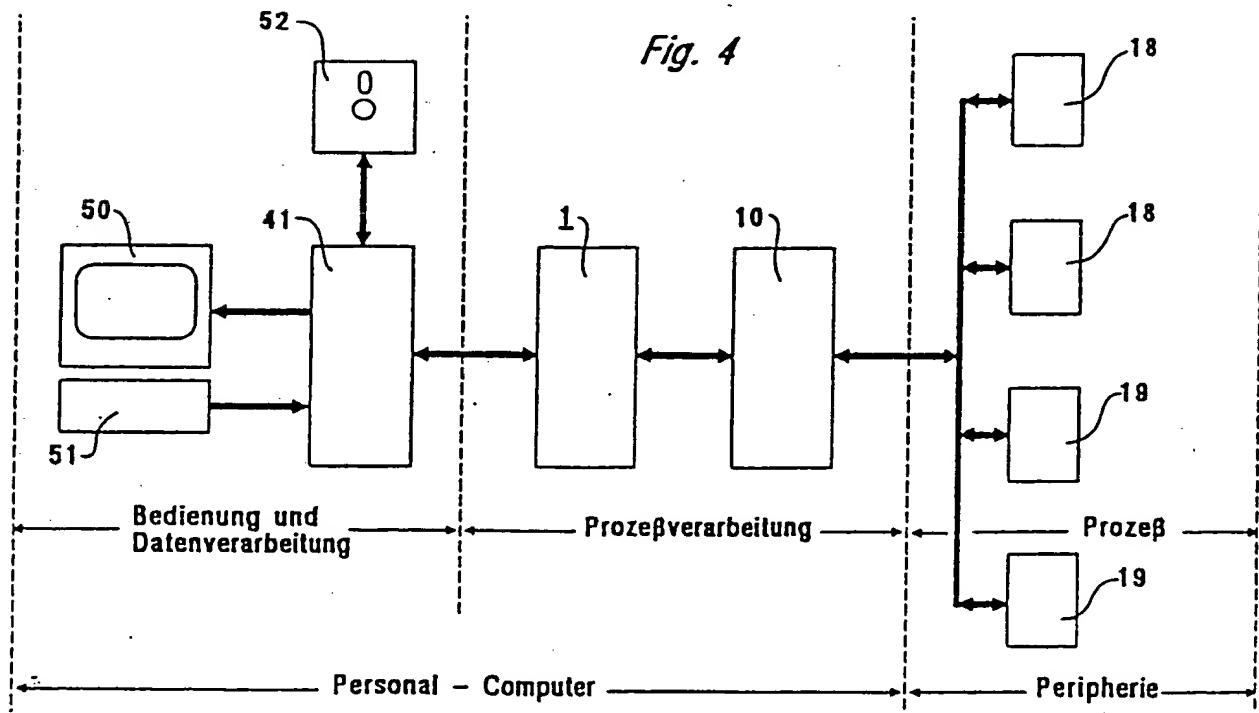 52
Fig. 4
18
50
41
1
10
18
51
19
Bedienung und
Datenverarbeitung
Prozeßverarbeitung
Prozeß
19
Personal - Computer
Peripherie